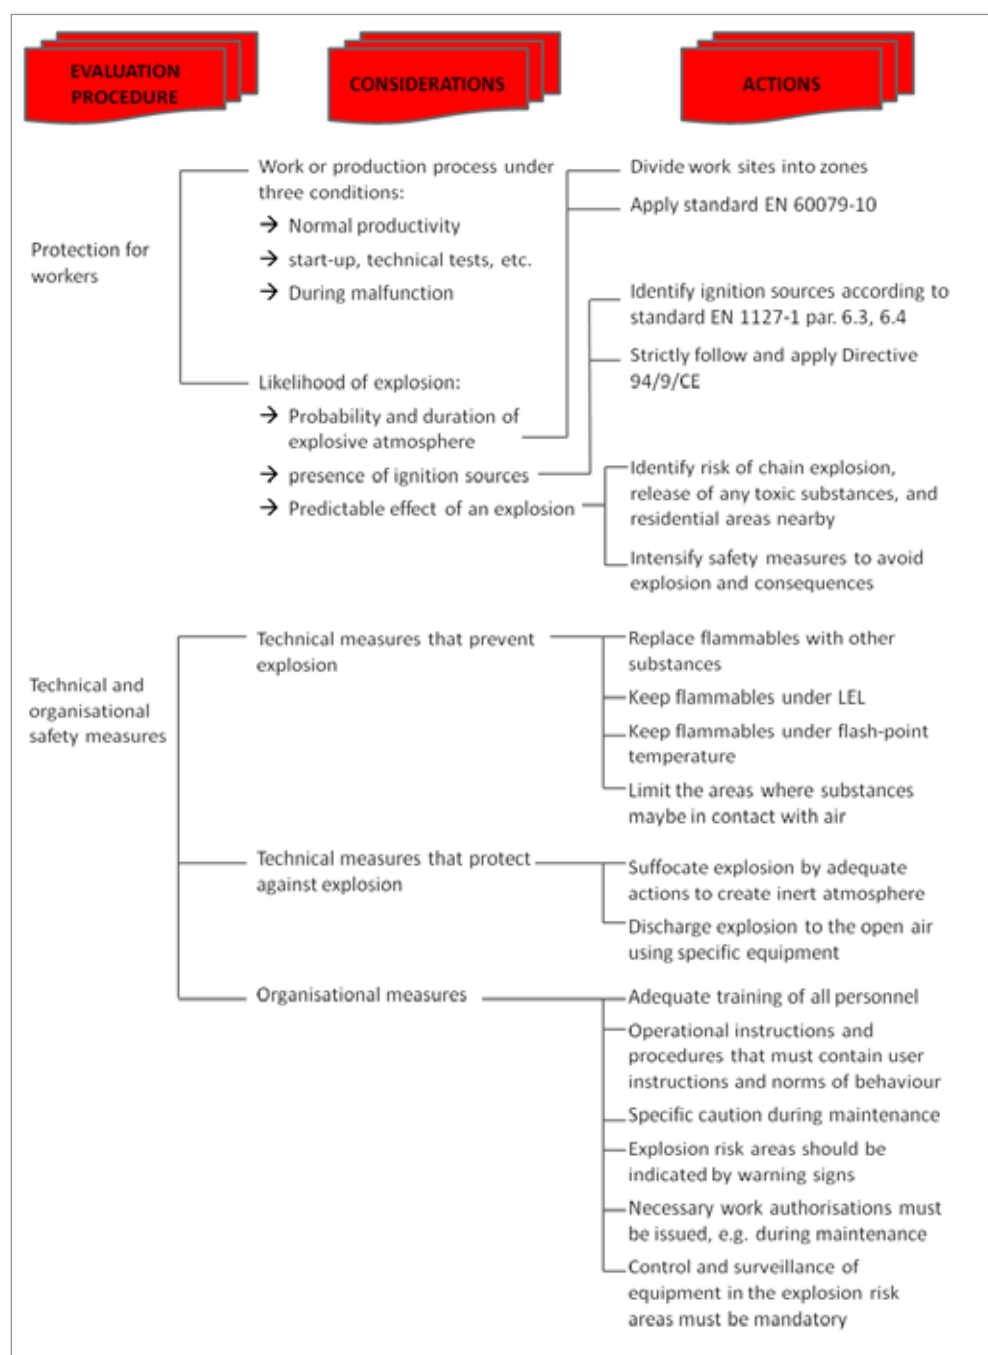 EVALUATION
PROCEDURE
CONSIDERATIONS
ACTIONS
Protection for
workers
Work or production process under
three conditions:
→ Normal productivity
→ start-up, technical tests, etc.
→ During malfunction
Likelihood of explosion:
→ Probability and duration of
explosive atmosphere
→ presence of ignition sources
→ Predictable effect of an explosion
Divide work sites into zones
Apply standard EN 60079-10
Identify ignition sources according to
standard EN 1127-1 par. 6.3, 6.4
Strictly follow and apply Directive
94/9/CE
Identify risk of chain explosion,
release of any toxic substances, and
residential areas nearby
Intensify safety measures to avoid
explosion and consequences
Technical and
organisational
safety measures
Technical measures that prevent
explosion
Replace flammables with other
substances
Keep flammables under LEL
Keep flammables under flash-point
temperature
Limit the areas where substances
maybe in contact with air
Technical measures that protect
against explosion
Suffocate explosion by adequate
actions to create inert atmosphere
Discharge explosion to the open air
using specific equipment
Organisational measures
Adequate training of all personnel
Operational instructions and
procedures that must contain user
instructions and norms of behaviour
Specific caution during maintenance
Explosion risk areas should be
indicated by warning signs
Necessary work authorisations must
be issued, e.g. during maintenance
Control and surveillance of
equipment in the explosion risk
areas must be mandatory